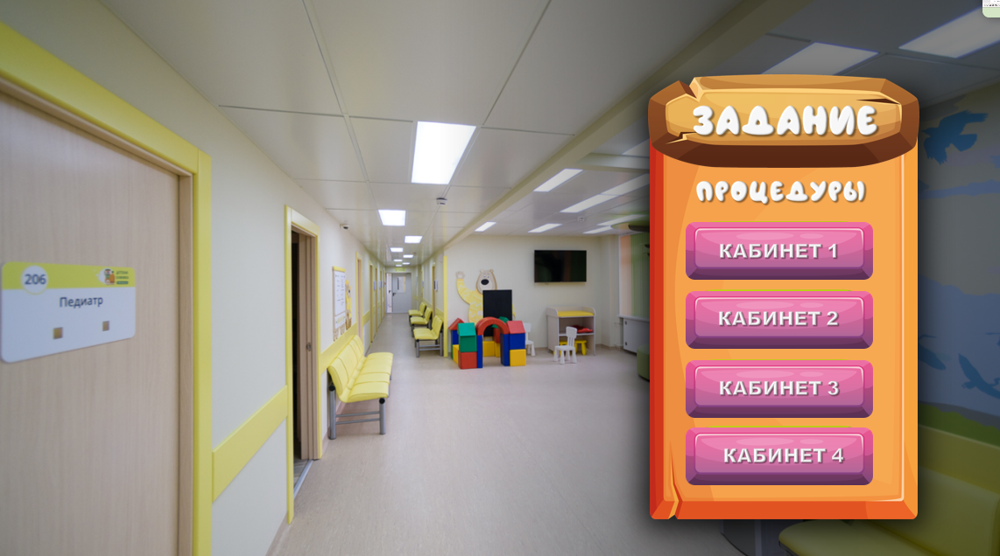 206
Педиатр
ЗАДАНИЕ
ПРОЦЕДУРЫ
КАБИНЕТ 1
КАБИНЕТ 2
КАБИНЕТ 3
КАБИНЕТ 4